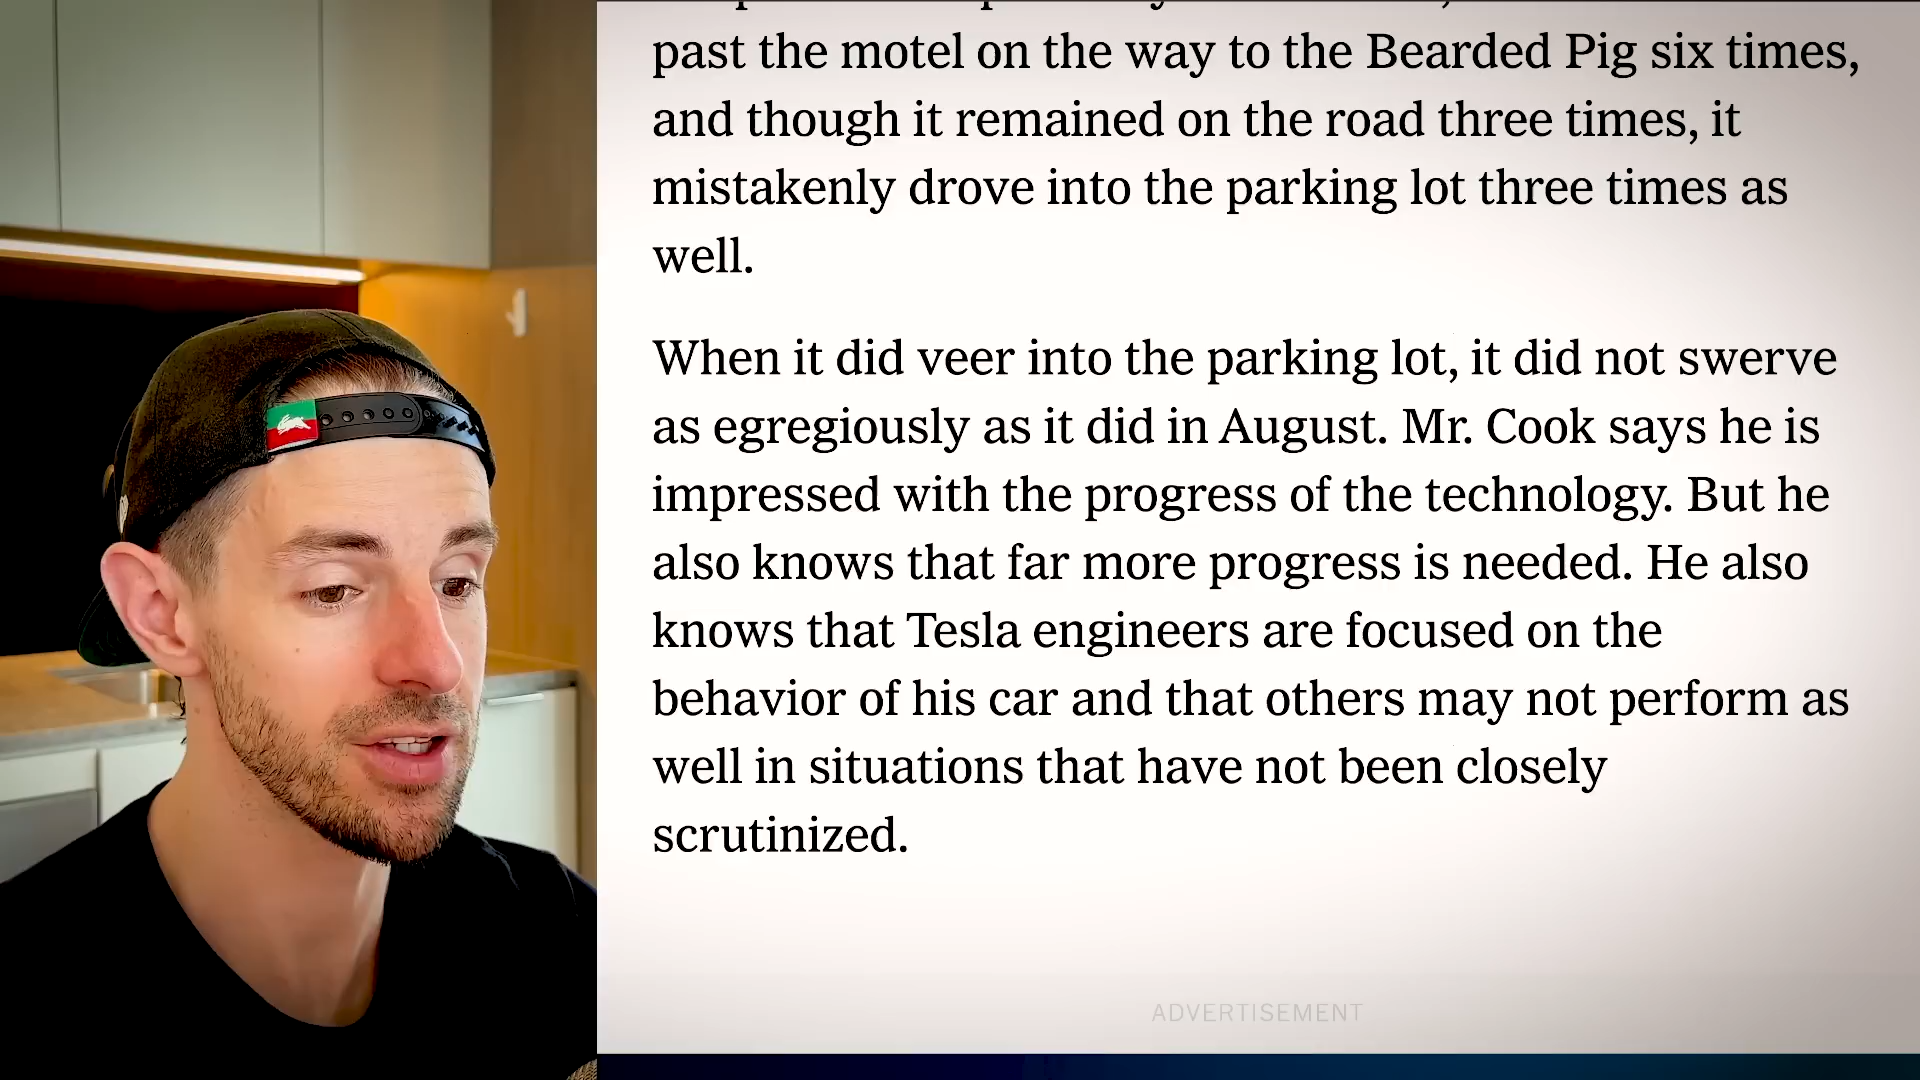 past the motel on the way to the Bearded Pig six times,
and though it remained on the road three times, it
mistakenly drove into the parking lot three times as
well.
When it did veer into the parking lot, it did not swerve
as egregiously as it did in August. Mr. Cook says he is
impressed with the progress of the technology. But he
also knows that far more progress is needed. He also
knows that Tesla engineers are focused on the
behavior of his car and that others may not perform as
well in situations that have not been closely
scrutinized.
ADVERTISEMENT